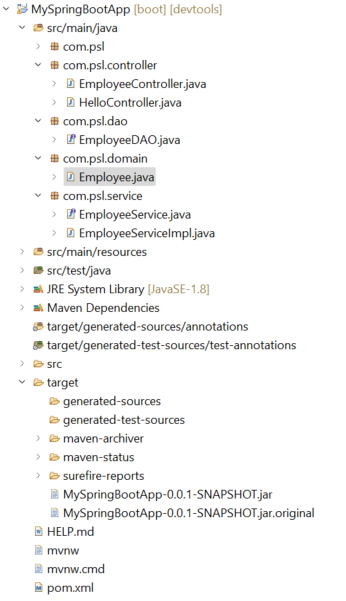 MySpringBootApp [boot] [devtools]
src/main/java
com.psl
com.psl.controller
EmployeeController.java
HelloController.java
com.psl.dao
EmployeeDAO.java
com.psl.domain
Employee.java
com.psl.service
EmployeeService.java
EmployeeServiceImpl.java
src/main/resources
src/test/java
JRE System Library [JavaSE-1.8]
Maven Dependencies
target/generated-sources/annotations
target/generated-test-sources/test-annotations
src
target
generated-sources
generated-test-sources
maven-archiver
maven-status
surefire-reports
MySpringBootApp-0.0.1-SNAPSHOT.jar
MySpringBootApp-0.0.1-SNAPSHOT.jar.original
HELP.md
mvnw
mvnw.cmd
pom.xml